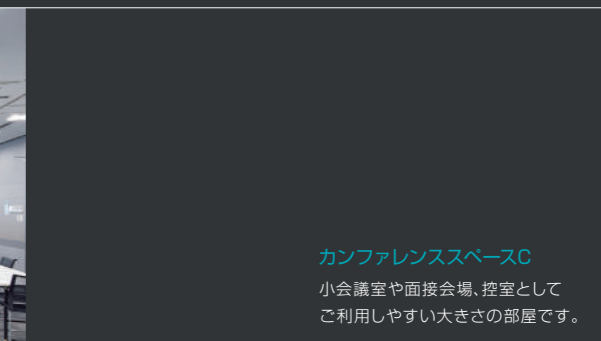 カンファレンススペースC
小会議室や面接会場、控室として
ご利用しやすい大きさの部屋です。